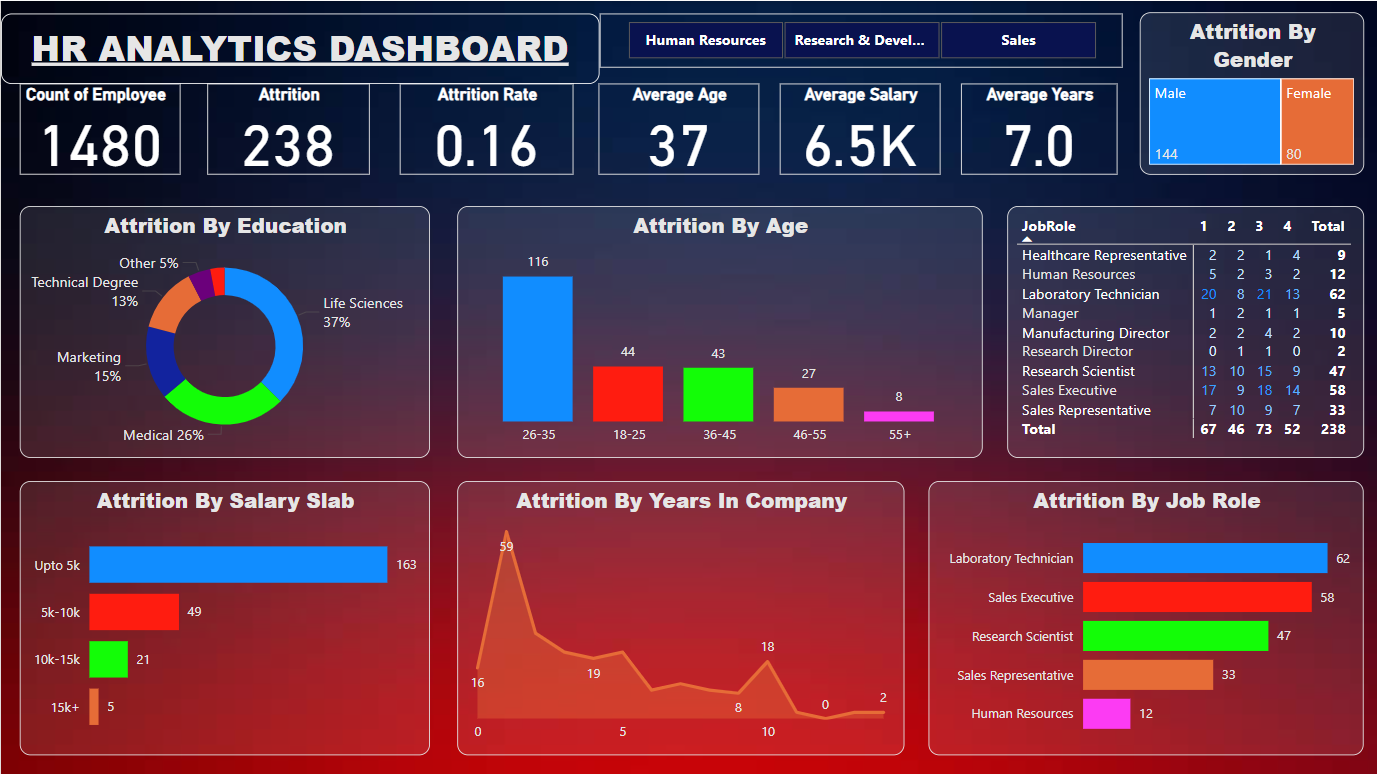 HR ANALYTICS DASHBOARD
Human Resources
Research & Devel...
Sales
Attrition By
Gender
Male
Female
144
80
Count of Employee
1480
Attrition
238
Attrition Rate
0.16
Average Age
37
Average Salary
6.5K
Average Years
7.0
Attrition By Education
Other 5%
Technical Degree
13%
Life Sciences
37%
Marketing
15%
Medical 26%
Attrition By Age
116
44
43
27
8
26-35
18-25
36-45
46-55
55+
JobRole 1 2 3 4 Total
Healthcare Representative 2 2 1 4 9
Human Resources 5 2 3 2 12
Laboratory Technician 20 8 21 13 62
Manager 1 2 1 1 5
Manufacturing Director 2 2 4 2 10
Research Director 0 1 1 0 2
Research Scientist 13 10 15 9 47
Sales Executive 17 9 18 14 58
Sales Representative 7 10 9 7 33
Total 67 46 73 52 238
Attrition By Salary Slab
Upto 5k 163
5k-10k 49
10k-15k 21
15k+ 5
Attrition By Years In Company
59
16
19
18
8
0
2
0 5 10
Attrition By Job Role
Laboratory Technician 62
Sales Executive 58
Research Scientist 47
Sales Representative 33
Human Resources 12